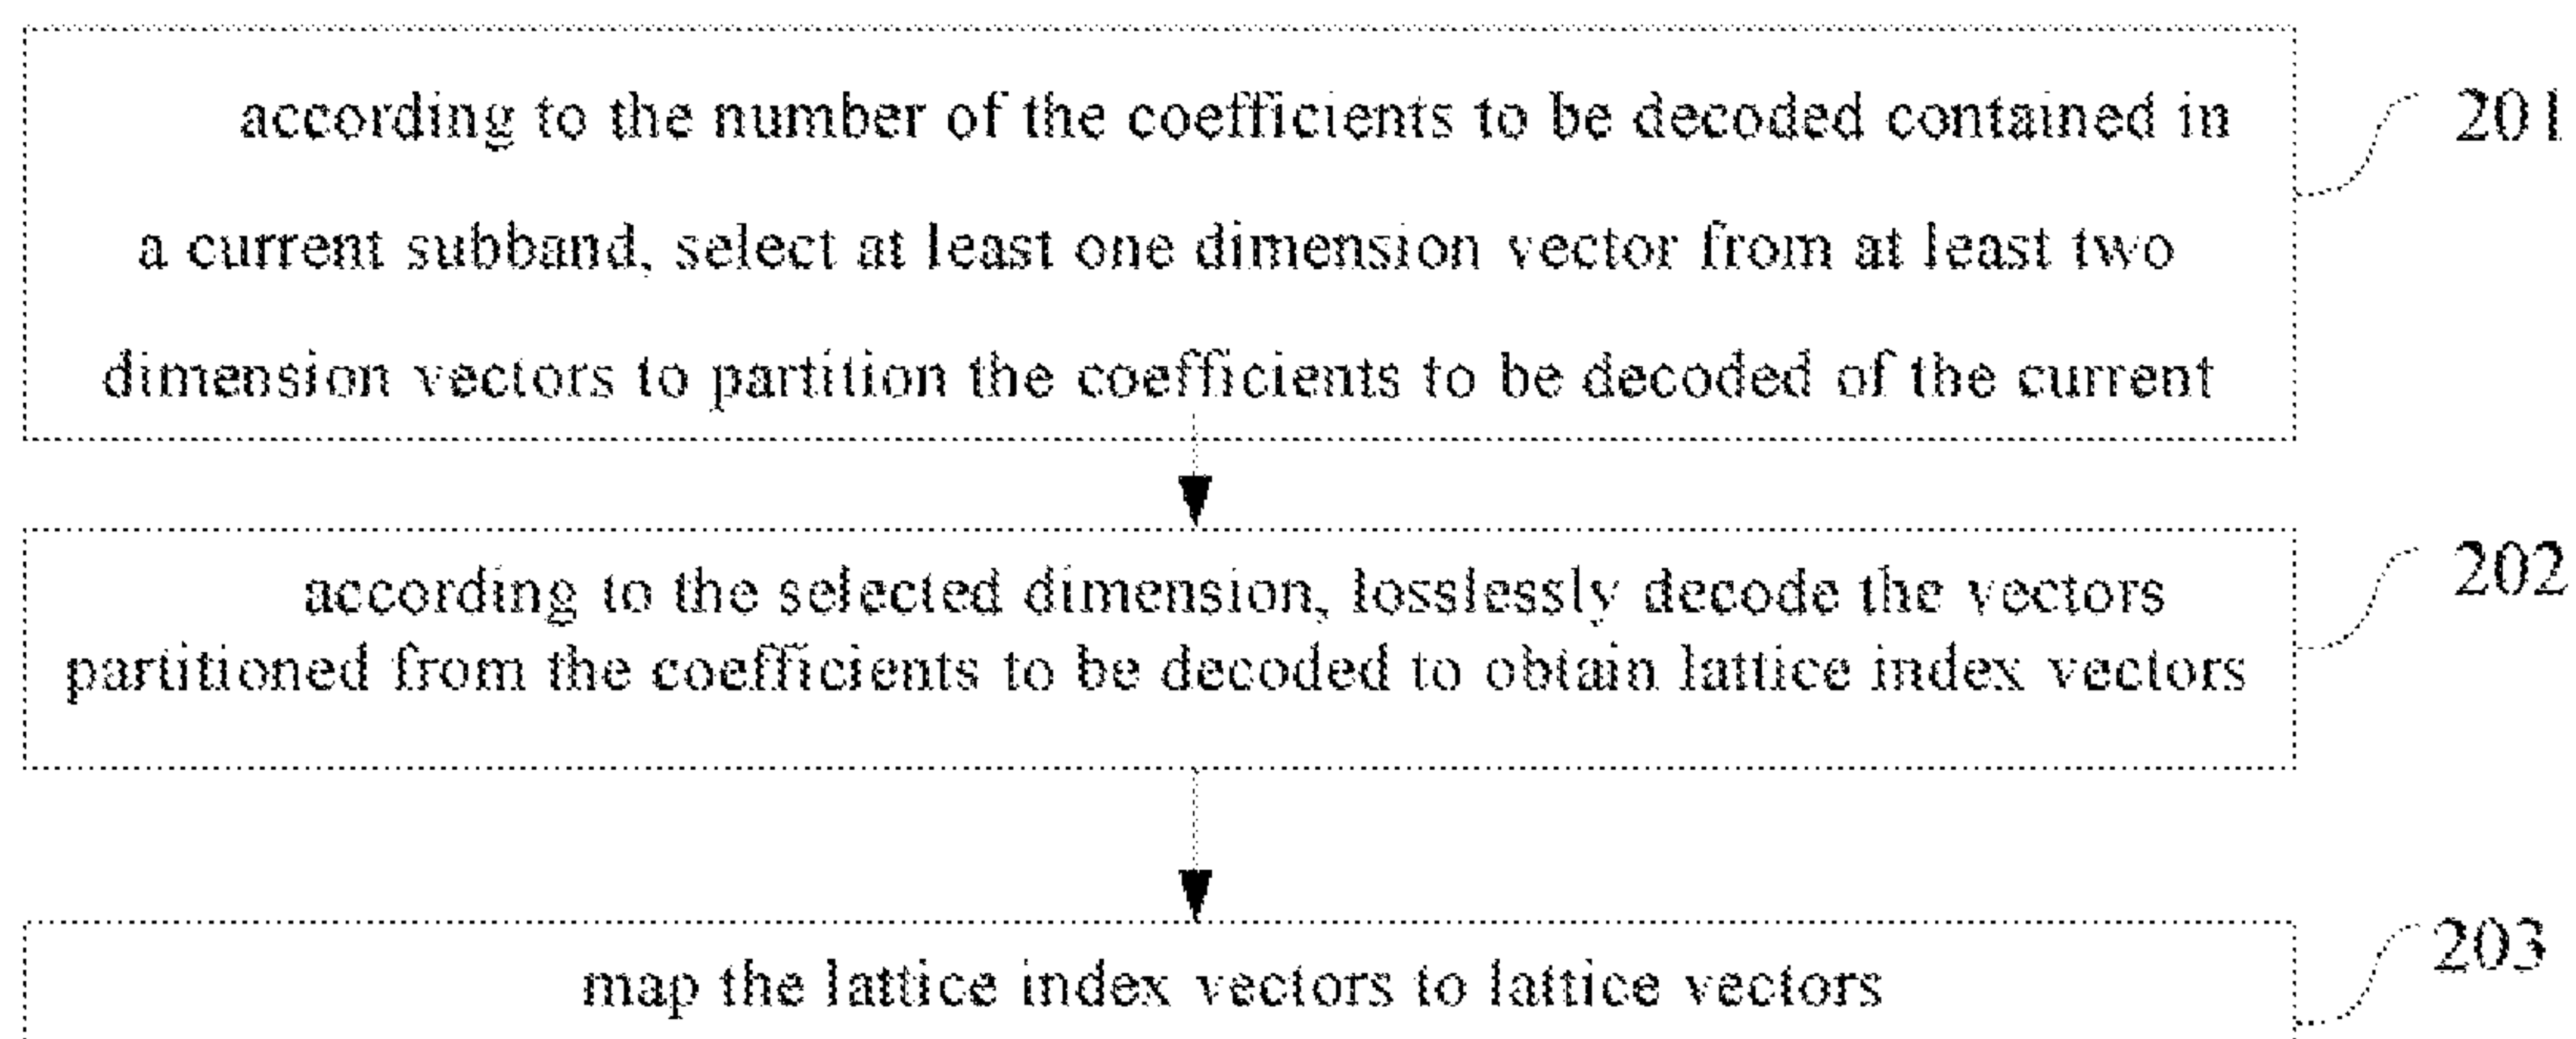 according to the number of the coefficients to be decoded contained in
201
a current subband, select at least one dimension vector from at least two
dimension vectors to partition the coefficients to be decoded of the current
according to the selected dimension, losslessly decode the vectors
202
partitioned from the coefficients to be decoded to obtain lattice index vectors
map the lattice index vectors to lattice vectors
203